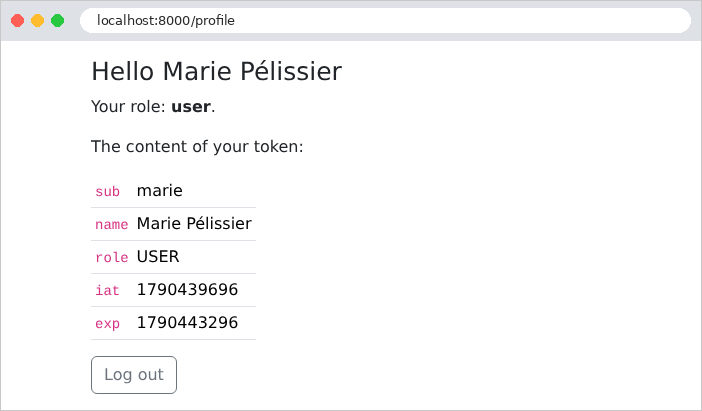 localhost:8000/profile
Hello Marie Pélissier
Your role: user.
The content of your token:
sub marie
name Marie Pélissier
role USER
iat 1790439696
exp 1790443296
Log out